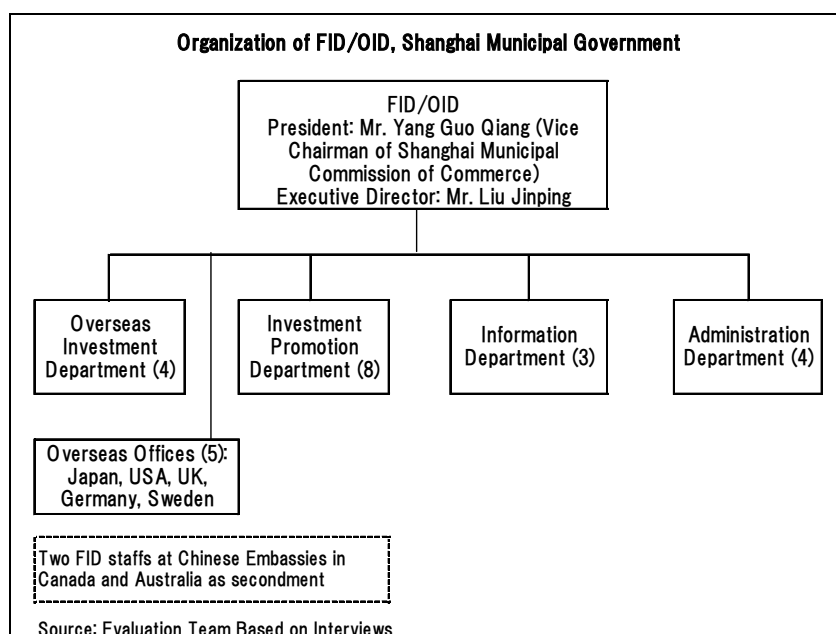 Organization of FID/OID, Shanghai Municipal Government
FID/OID
President: Mr. Yang Guo Qiang (Vice
Chairman of Shanghai Municipal
Commission of Commerce)
Executive Director: Mr. Liu Jinping
Overseas
Investment
Department (4)
Investment
Promotion
Department (8)
Information
Department (3)
Administration
Department (4)
Overseas Offices (5):
Japan, USA, UK,
Germany, Sweden
Two FID staffs at Chinese Embassies in
Canada and Australia as secondment
Source: Evaluation Team Based on Interviews